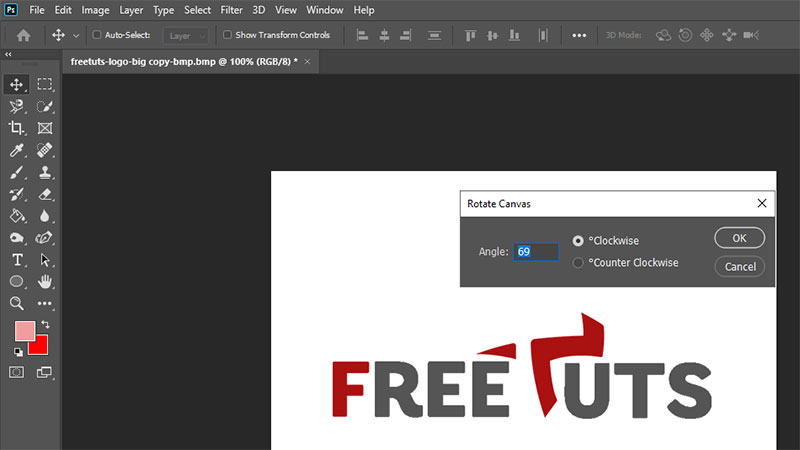 Ps File Edit Image Layer Type Select Filter 3D View Window Help
Auto-Select: Layer Show Transform Controls 3D Mode:
freetuts-logo-big copy-bmp.bmp @ 100% (RGB/8) *
Rotate Canvas
Angle: 69 °Clockwise OK
°Counter Clockwise Cancel
FREE TUTS